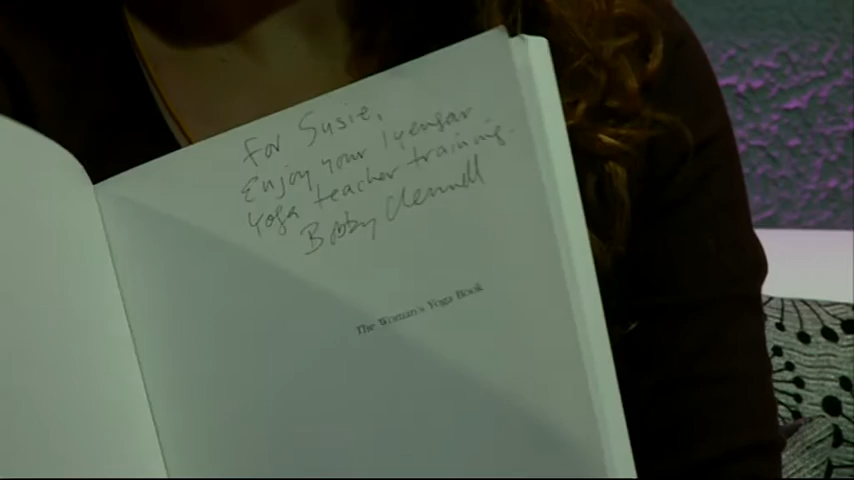 For Susie,
Enjoy your Iyengar
Yoga teacher training.
Bobby Clennell
The Woman's Yoga Book